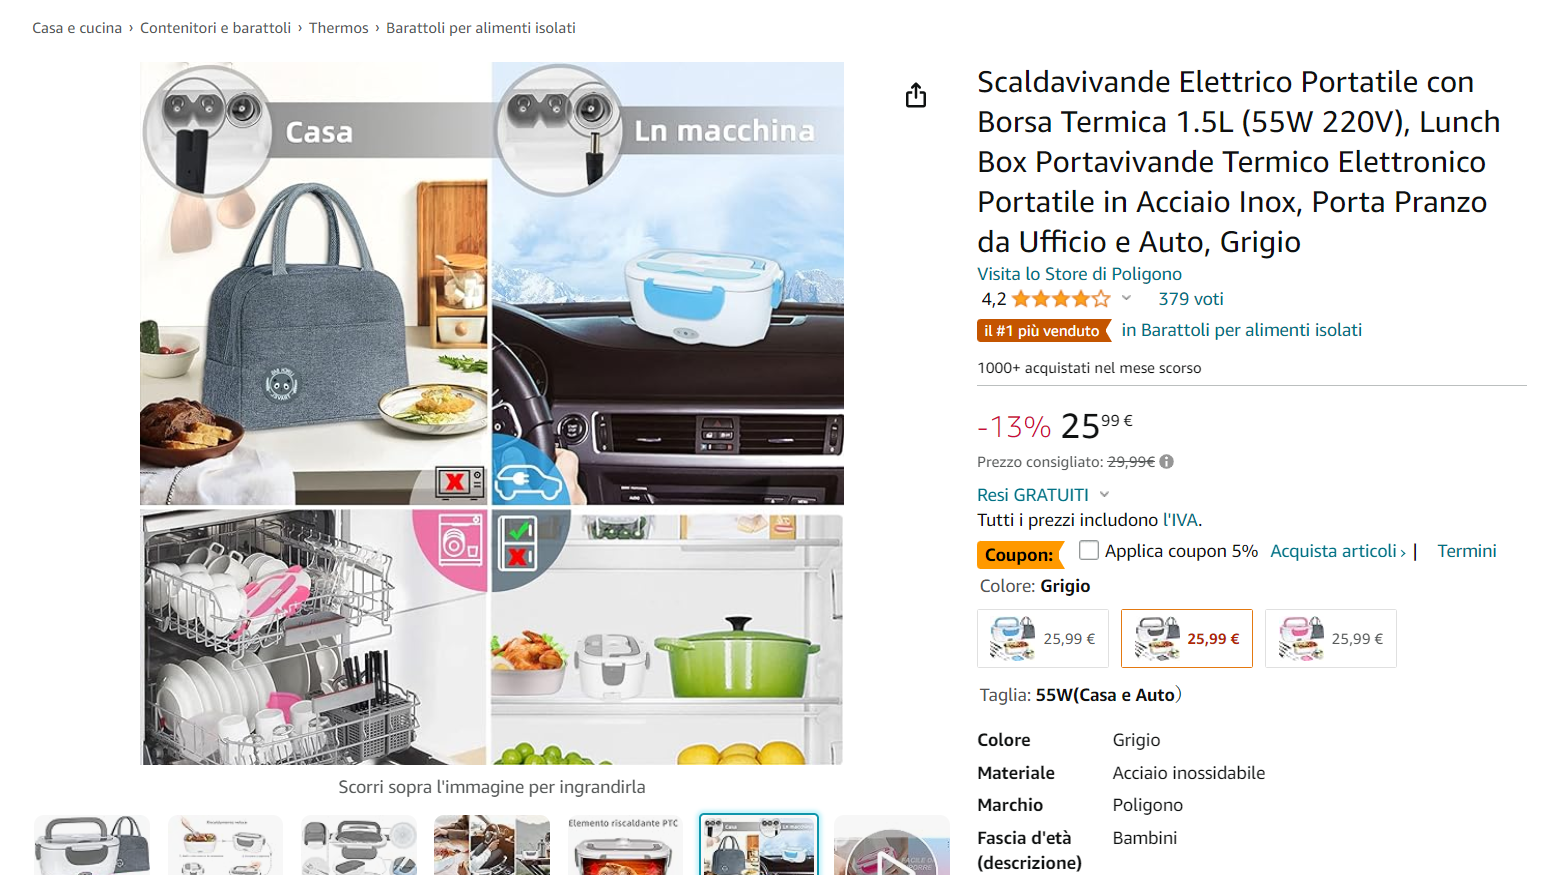 Casa e cucina › Contenitori e barattoli › Thermos › Barattoli per alimenti isolati
Casa
Ln macchina
AUDIO
Scorri sopra l'immagine per ingrandirla
Elemento riscaldante PTC
Casa
Scaldavivande Elettrico Portatile con
Borsa Termica 1.5L (55W 220V), Lunch
Box Portavivande Termico Elettronico
Portatile in Acciaio Inox, Porta Pranzo
da Ufficio e Auto, Grigio
Visita lo Store di Poligono
4,2 379 voti
il #1 più venduto in Barattoli per alimenti isolati
1000+ acquistati nel mese scorso
-13% 25 99 €
Prezzo consigliato: 29,99€
Resi GRATUITI
Tutti i prezzi includono l'IVA.
Coupon: Applica coupon 5% Acquista articoli › | Termini
Colore: Grigio
25,99 € 25,99 € 25,99 €
Taglia: 55W(Casa e Auto）
Colore Grigio
Materiale Acciaio inossidabile
Marchio Poligono
Fascia d'età Bambini
(descrizione)